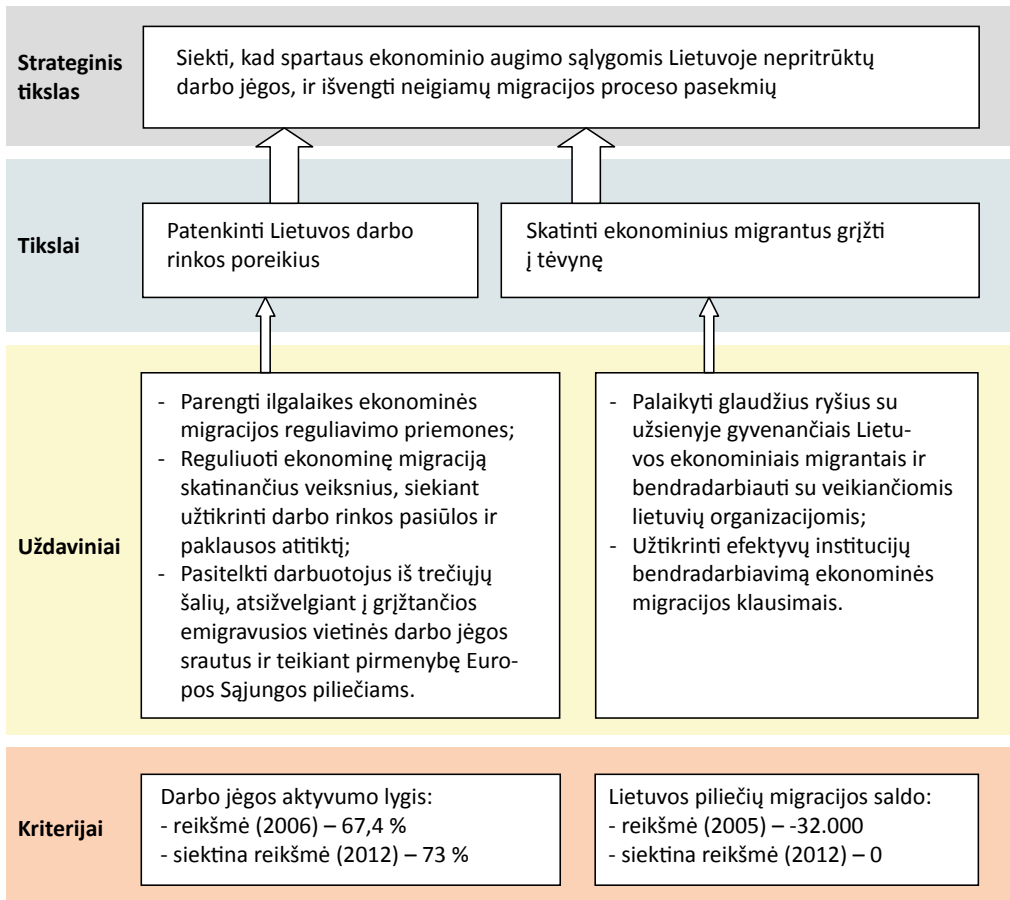 Strateginis
tikslas
Siekti, kad spartaus ekonominio augimo sąlygomis Lietuvoje nepritrūktų
darbo jėgos, ir išvengti neigiamų migracijos proceso pasekmių
Tikslai
Patenkinti Lietuvos darbo
rinkos poreikius
Skatinti ekonominius migrantus grįžti
į tėvynę
Uždaviniai
- Parengti ilgalaikes ekonominės
migracijos reguliavimo priemones;
- Reguliuoti ekonominę migraciją
skatinančius veiksnius, siekiant
užtikrinti darbo rinkos pasiūlos ir
paklausos atitiktį;
- Pasitelkti darbuotojus iš trečiųjų
šalių, atsižvelgiant į grįžtančios
emigravusios vietinės darbo jėgos
srautus ir teikiant pirmenybę Euro-
pos Sąjungos piliečiams.
- Palaikyti glaudžius ryšius su
užsienyje gyvenančiais Lietu-
vos ekonominiais migrantais ir
bendradarbiauti su veikiančiomis
lietuvių organizacijomis;
- Užtikrinti efektyvų institucijų
bendradarbiavimą ekonominės
migracijos klausimais.
Kriterijai
Darbo jėgos aktyvumo lygis:
- reikšmė (2006) – 67,4 %
- siektina reikšmė (2012) – 73 %
Lietuvos piliečių migracijos saldo:
- reikšmė (2005) – -32.000
- siektina reikšmė (2012) – 0